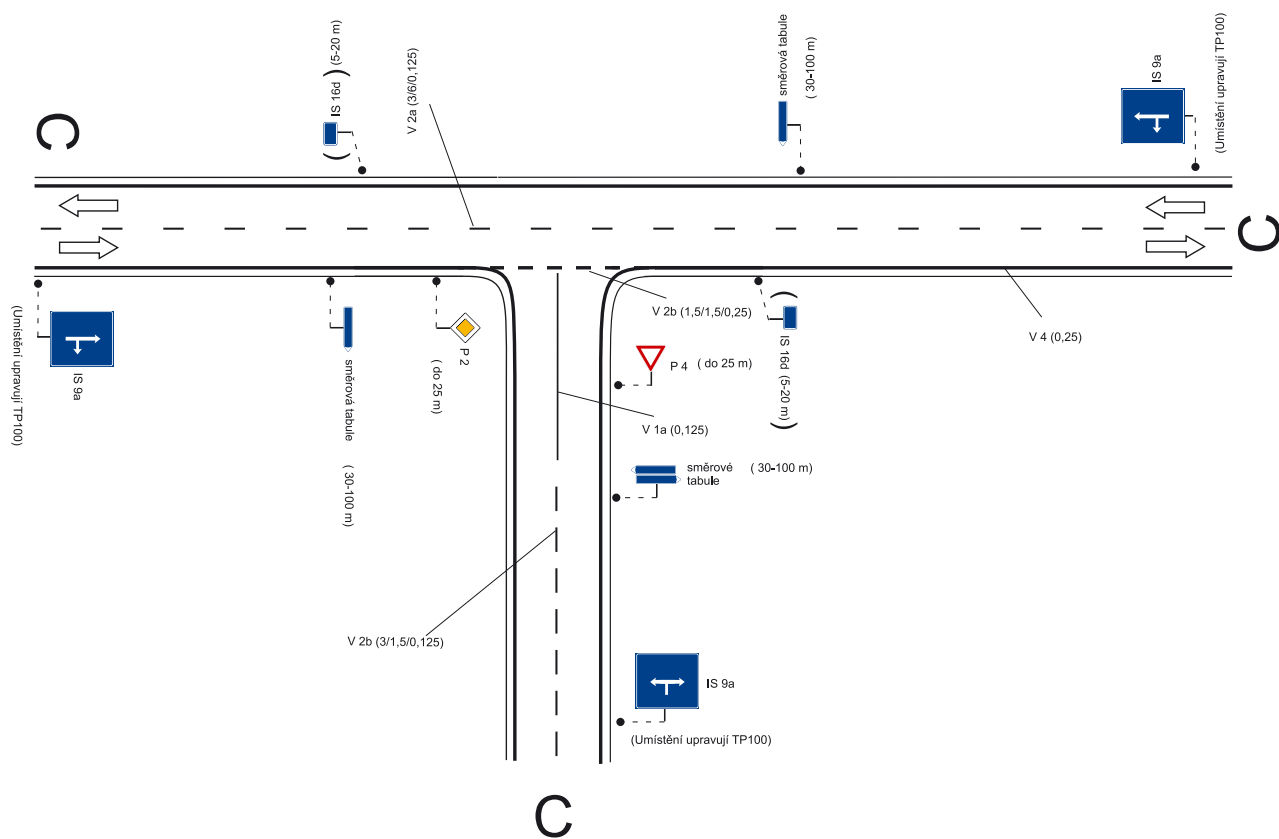 C
( IS 16d ) (5-20 m)
V 2a (3/6/0,125)
směrová tabule
( 30-100 m)
IS 9a
(Umístění upravují TP100)
C
(Umístění upravují TP100)
IS 9a
směrová tabule ( 30-100 m)
P 2
( do 25 m)
V 2b (1,5/1,5/0,25)
P 4 ( do 25 m)
( IS 16d (5-20 m) )
V 4 (0,25)
V 1a (0,125)
směrové ( 30-100 m)
tabule
V 2b (3/1,5/0,125)
IS 9a
(Umístění upravují TP100)
C